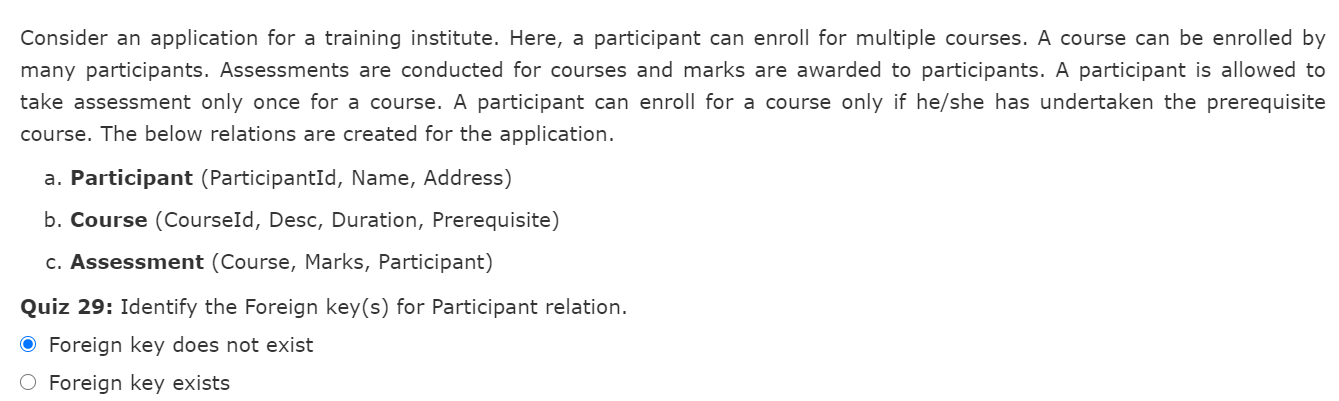 Consider an application for a training institute. Here, a participant can enroll for multiple courses. A course can be enrolled by
many participants. Assessments are conducted for courses and marks are awarded to participants. A participant is allowed to
take assessment only once for a course. A participant can enroll for a course only if he/she has undertaken the prerequisite
course. The below relations are created for the application.
a. Participant (ParticipantId, Name, Address)
b. Course (CourseId, Desc, Duration, Prerequisite)
c. Assessment (Course, Marks, Participant)
Quiz 29: Identify the Foreign key(s) for Participant relation.
Foreign key does not exist
Foreign key exists